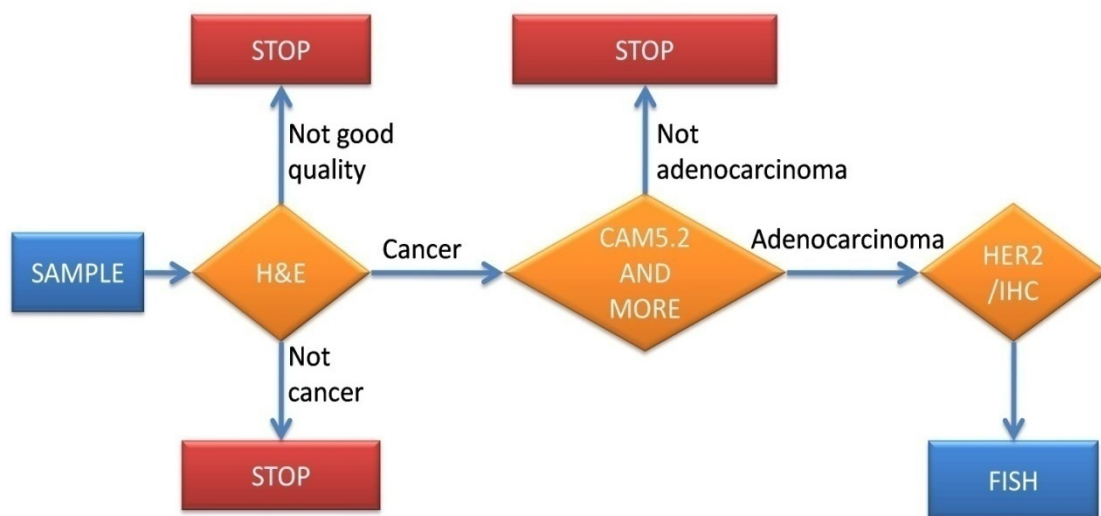 STOP
STOP
Not good
quality
Not
adenocarcinoma
SAMPLE
H&E
Cancer
CAM5.2
AND
MORE
Adenocarcinoma
HER2
/IHC
Not
cancer
STOP
FISH